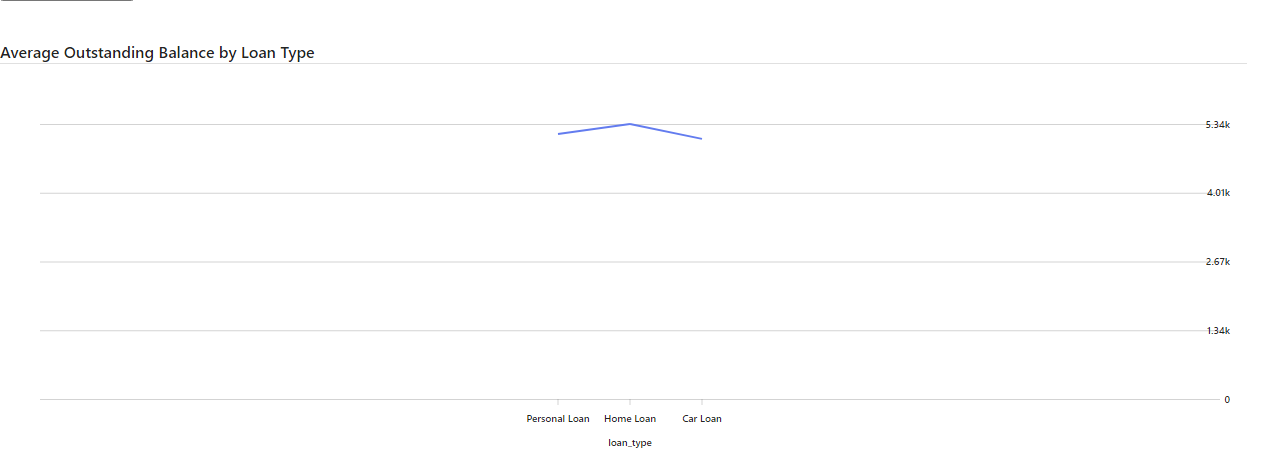 Average Outstanding Balance by Loan Type
5.34k
4.01k
2.67k
1.34k
0
Personal Loan Home Loan Car Loan
loan_type